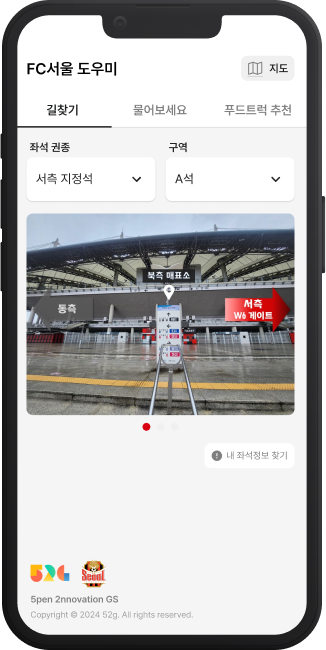 FC서울 도우미
지도
길찾기
물어보세요
푸드트럭 추천
좌석 권종
구역
서측 지정석
A석
북측 매표소
동측
서측
W6 게이트
내 좌석정보 찾기
52g
Seoul
5pen 2nnovation GS
Copyright © 2024 52g. All rights reserved.